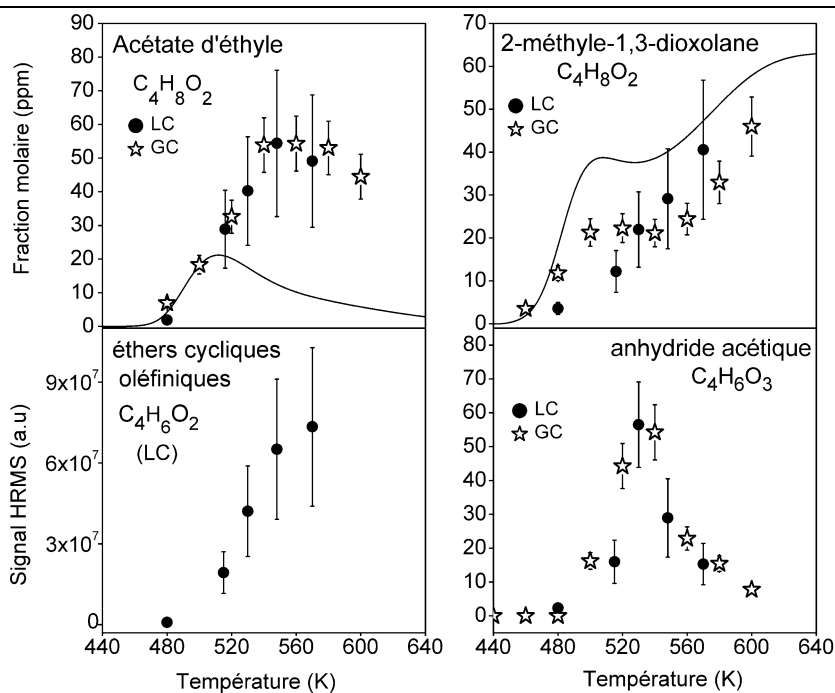 Acétate d'éthyle
C4H8O2
LC
GC
Fraction molaire (ppm)
90
80
70
60
50
40
30
20
10
0
2-méthyle-1,3-dioxolane
C4H8O2
LC
GC
70
60
50
40
30
20
10
0
éthers cycliques
oléfiniques
C4H6O2
(LC)
Signal HRMS (a.u)
9x10^7
6x10^7
3x10^7
0
440 480 520 560 600 640
Température (K)
anhydride acétique
C4H6O3
LC
GC
80
70
60
50
40
30
20
10
0
440 480 520 560 600 640
Température (K)